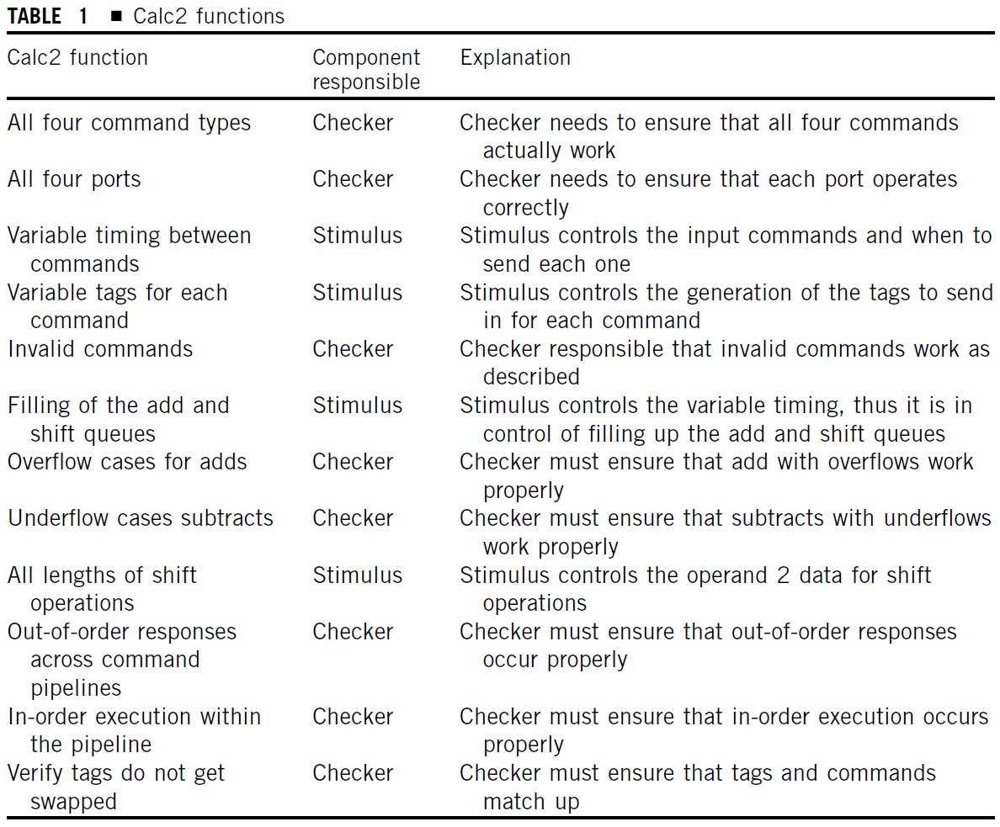 TABLE 1 ■ Calc2 functions
Calc2 function Component responsible Explanation
All four command types Checker Checker needs to ensure that all four commands
actually work
All four ports Checker Checker needs to ensure that each port operates
correctly
Variable timing between Stimulus Stimulus controls the input commands and when to
commands send each one
Variable tags for each Stimulus Stimulus controls the generation of the tags to send
command in for each command
Invalid commands Checker Checker responsible that invalid commands work as
described
Filling of the add and Stimulus Stimulus controls the variable timing, thus it is in
shift queues control of filling up the add and shift queues
Overflow cases for adds Checker Checker must ensure that add with overflows work
properly
Underflow cases subtracts Checker Checker must ensure that subtracts with underflows
work properly
All lengths of shift Stimulus Stimulus controls the operand 2 data for shift
operations operations
Out-of-order responses Checker Checker must ensure that out-of-order responses
across command occur properly
pipelines
In-order execution within Checker Checker must ensure that in-order execution occurs
the pipeline properly
Verify tags do not get Checker Checker must ensure that tags and commands
swapped match up